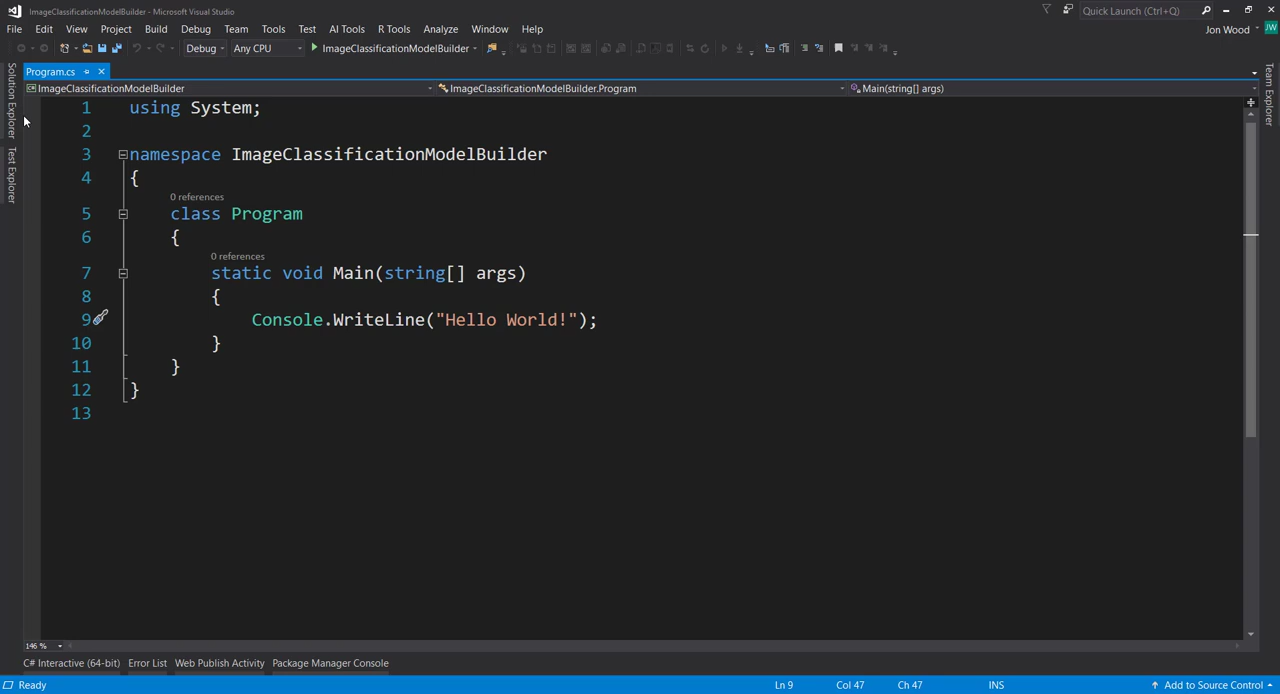 ImageClassificationModelBuilder - Microsoft Visual Studio
Quick Launch (Ctrl+Q)
File Edit View Project Build Debug Team Tools Test AI Tools R Tools Analyze Window Help
Jon Wood JW
Debug Any CPU ImageClassificationModelBuilder
Solution Explorer
Test Explorer
Team Explorer
Program.cs
ImageClassificationModelBuilder ImageClassificationModelBuilder.Program Main(string[] args)
1 using System;
2
3 namespace ImageClassificationModelBuilder
4 {
0 references
5 class Program
6 {
0 references
7 static void Main(string[] args)
8 {
9 Console.WriteLine("Hello World!");
10 }
11 }
12 }
13
146 %
C# Interactive (64-bit) Error List Web Publish Activity Package Manager Console
Ready Ln 9 Col 47 Ch 47 INS Add to Source Control